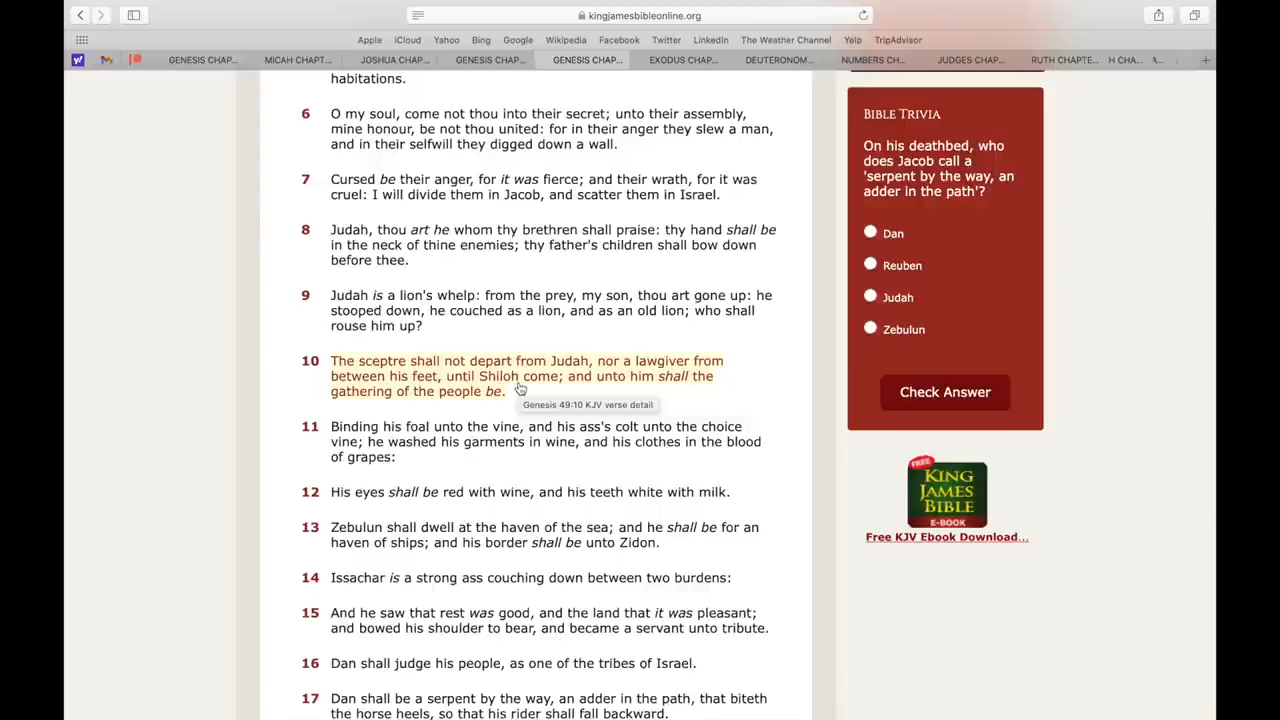 kingjamesbibleonline.org
Apple iCloud Yahoo Bing Google Wikipedia Facebook Twitter LinkedIn The Weather Channel Yelp TripAdvisor
GENESIS CHAP... MICAH CHAPT... JOSHUA CHAP... GENESIS CHAP... GENESIS CHAP... EXODUS CHAP... DEUTERONOM... NUMBERS CH... JUDGES CHAP... RUTH CHAPTE... H CHA... A...
habitations.
6 O my soul, come not thou into their secret; unto their assembly,
mine honour, be not thou united: for in their anger they slew a man,
and in their selfwill they digged down a wall.
7 Cursed be their anger, for it was fierce; and their wrath, for it was
cruel: I will divide them in Jacob, and scatter them in Israel.
8 Judah, thou art he whom thy brethren shall praise: thy hand shall be
in the neck of thine enemies; thy father's children shall bow down
before thee.
9 Judah is a lion's whelp: from the prey, my son, thou art gone up: he
stooped down, he couched as a lion, and as an old lion; who shall
rouse him up?
10 The sceptre shall not depart from Judah, nor a lawgiver from
between his feet, until Shiloh come; and unto him shall the
gathering of the people be.
Genesis 49:10 KJV verse detail
11 Binding his foal unto the vine, and his ass's colt unto the choice
vine; he washed his garments in wine, and his clothes in the blood
of grapes:
12 His eyes shall be red with wine, and his teeth white with milk.
13 Zebulun shall dwell at the haven of the sea; and he shall be for an
haven of ships; and his border shall be unto Zidon.
14 Issachar is a strong ass couching down between two burdens:
15 And he saw that rest was good, and the land that it was pleasant;
and bowed his shoulder to bear, and became a servant unto tribute.
16 Dan shall judge his people, as one of the tribes of Israel.
17 Dan shall be a serpent by the way, an adder in the path, that biteth
the horse heels, so that his rider shall fall backward.
BIBLE TRIVIA
On his deathbed, who
does Jacob call a
'serpent by the way, an
adder in the path'?
Dan
Reuben
Judah
Zebulun
Check Answer
FREE
KING
JAMES
BIBLE
E-BOOK
Free KJV Ebook Download...